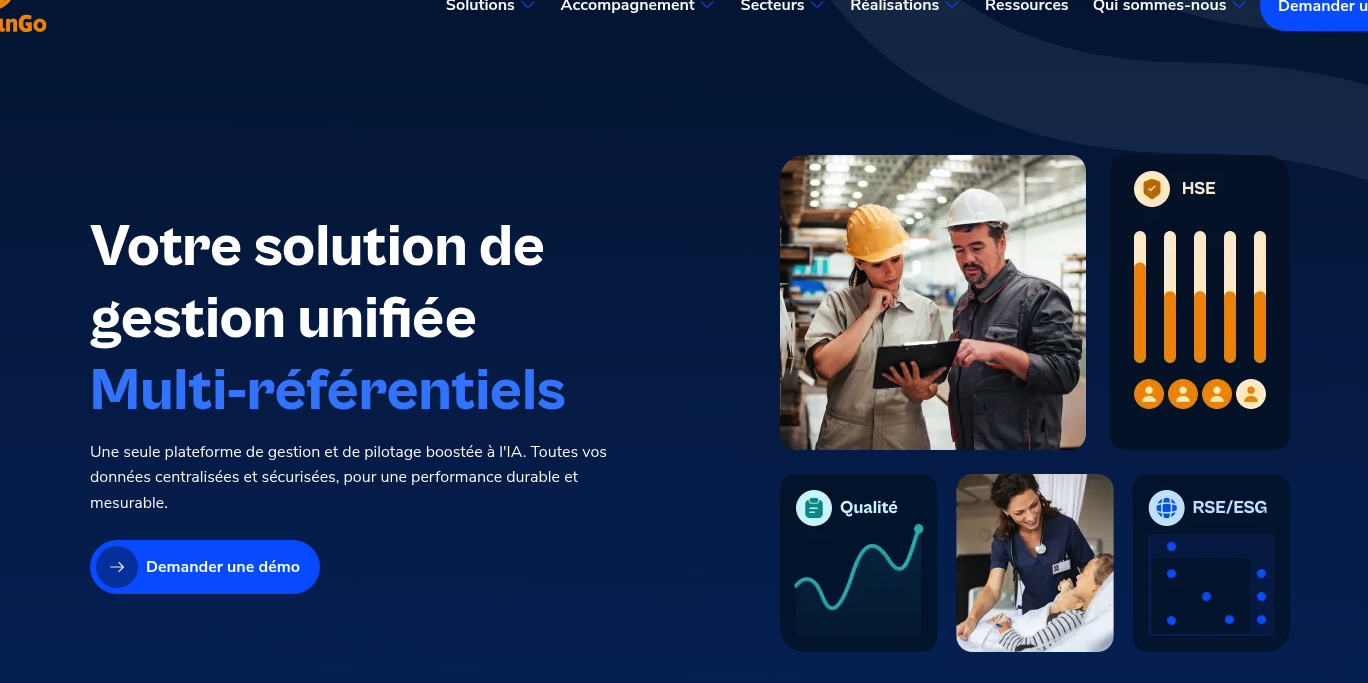 Solutions
Accompagnement
Secteurs
Réalisations
Ressources
Qui sommes-nous
Demander u
Votre solution de
gestion unifiée
Multi-référentiels
Une seule plateforme de gestion et de pilotage boostée à l'IA. Toutes vos
données centralisées et sécurisées, pour une performance durable et
mesurable.
Demander une démo
HSE
Qualité
RSE/ESG